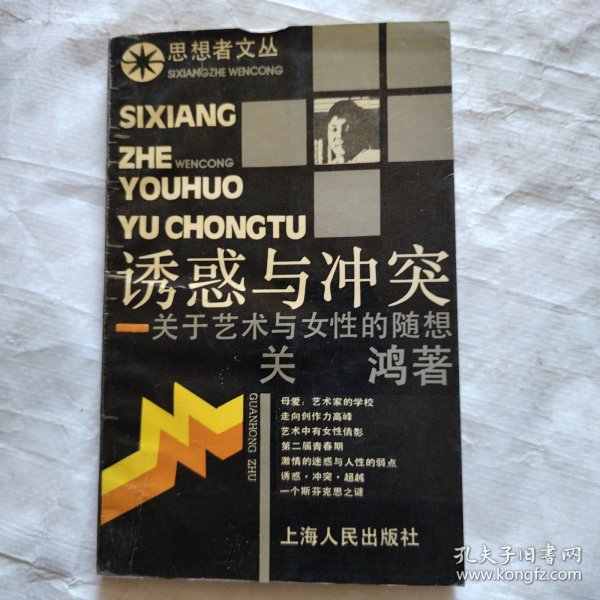 思想者文丛
SIXIANGZHE WENCONG
SIXIANG
ZHE WENCONG
YOUHUO
YU CHONGTU
诱惑与冲突
—关于艺术与女性的随想
关 鸿著
GUANHONG ZHU
母爱：艺术家的学校
走向创作力高峰
艺术中有女性倩影
第二届青春期
激情的迷惑与人性的弱点
诱惑·冲突·超越
一个斯芬克思之谜
上海人民出版社
孔夫子旧书网
www.kongfz.com